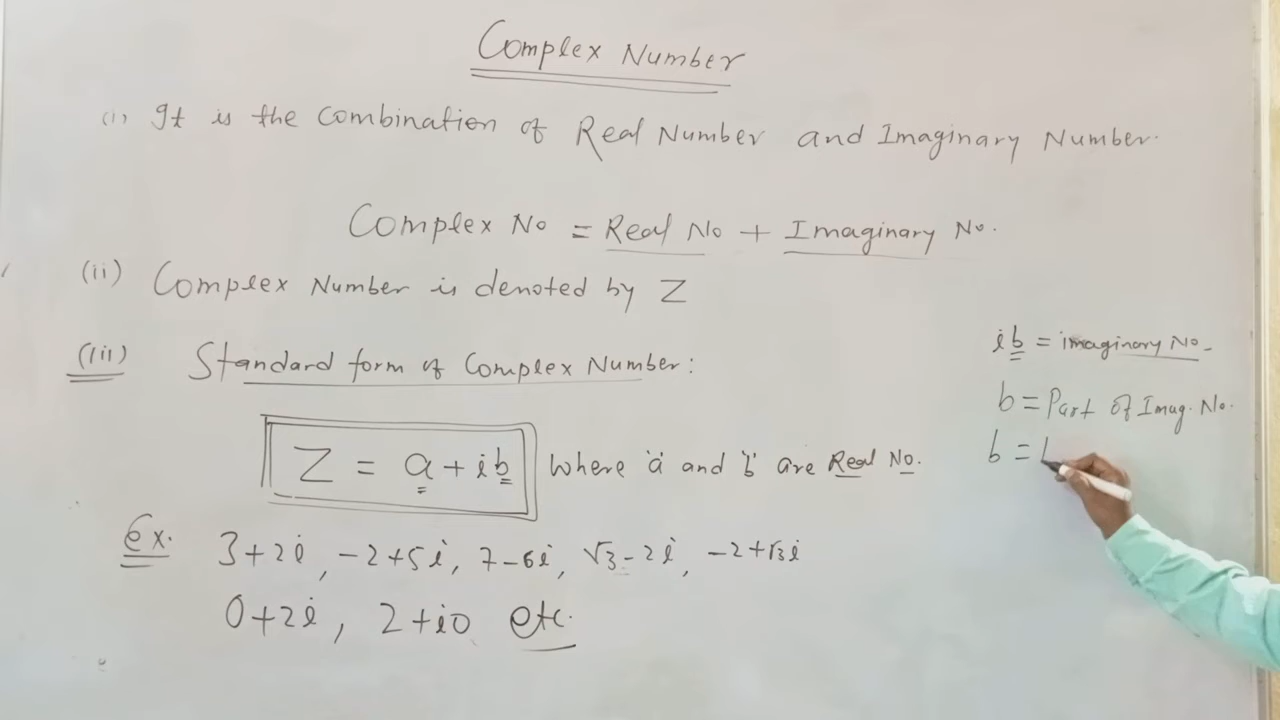 Complex Number
(i) It is the Combination of Real Number and Imaginary Number.
Complex No = Real No + Imaginary No.
(ii) Complex Number is denoted by Z
(iii) Standard form of Complex Number:
Z = a + ib where 'a' and 'b' are Real No.
Ex. 3+2i, -2+5i, 7-6i, √3-2i, -2+√3i
0+2i, 2+i0 etc.
ib = imaginary No.
b = Part of Imag. No.
b =